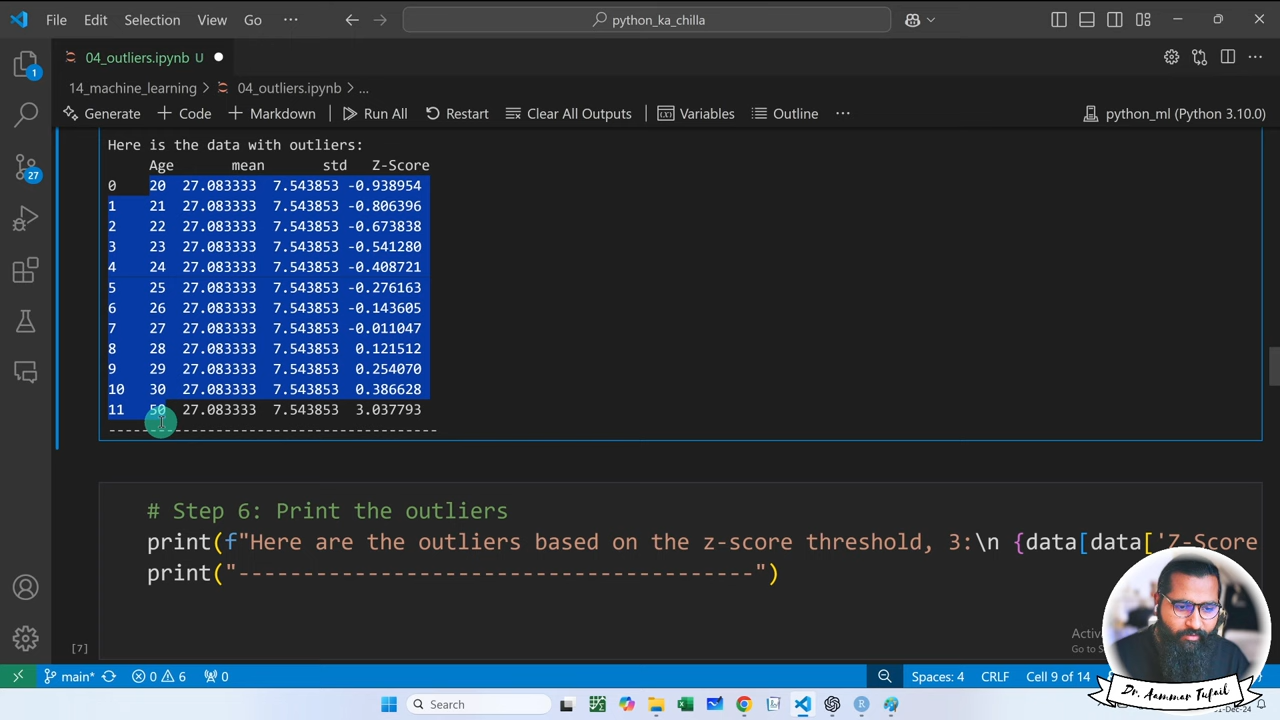 File Edit Selection View Go ··· python_ka_chilla
04_outliers.ipynb U
14_machine_learning > 04_outliers.ipynb > ...
Generate + Code + Markdown Run All Restart Clear All Outputs Variables Outline ··· python_ml (Python 3.10.0)
Here is the data with outliers:
Age mean std Z-Score
0 20 27.083333 7.543853 -0.938954
1 21 27.083333 7.543853 -0.806396
2 22 27.083333 7.543853 -0.673838
3 23 27.083333 7.543853 -0.541280
4 24 27.083333 7.543853 -0.408721
5 25 27.083333 7.543853 -0.276163
6 26 27.083333 7.543853 -0.143605
7 27 27.083333 7.543853 -0.011047
8 28 27.083333 7.543853 0.121512
9 29 27.083333 7.543853 0.254070
10 30 27.083333 7.543853 0.386628
11 50 27.083333 7.543853 3.037793
----------------------------------------
# Step 6: Print the outliers
print(f"Here are the outliers based on the z-score threshold, 3:\n {data[data['Z-Score
print("----------------------------------------")
[7]
1
27
main* 0 6 0 Spaces: 4 CRLF Cell 9 of 14
Search
Dr. Aammar Tufail